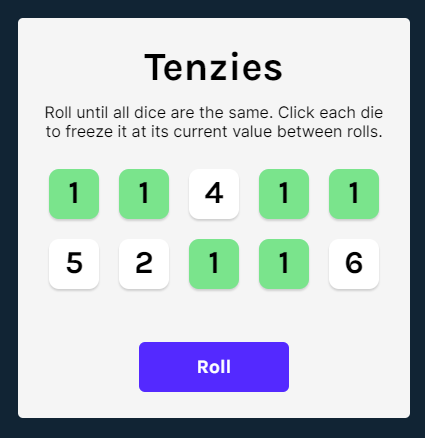 Tenzies
Roll until all dice are the same. Click each die
to freeze it at its current value between rolls.
1 1 4 1 1
5 2 1 1 6
Roll